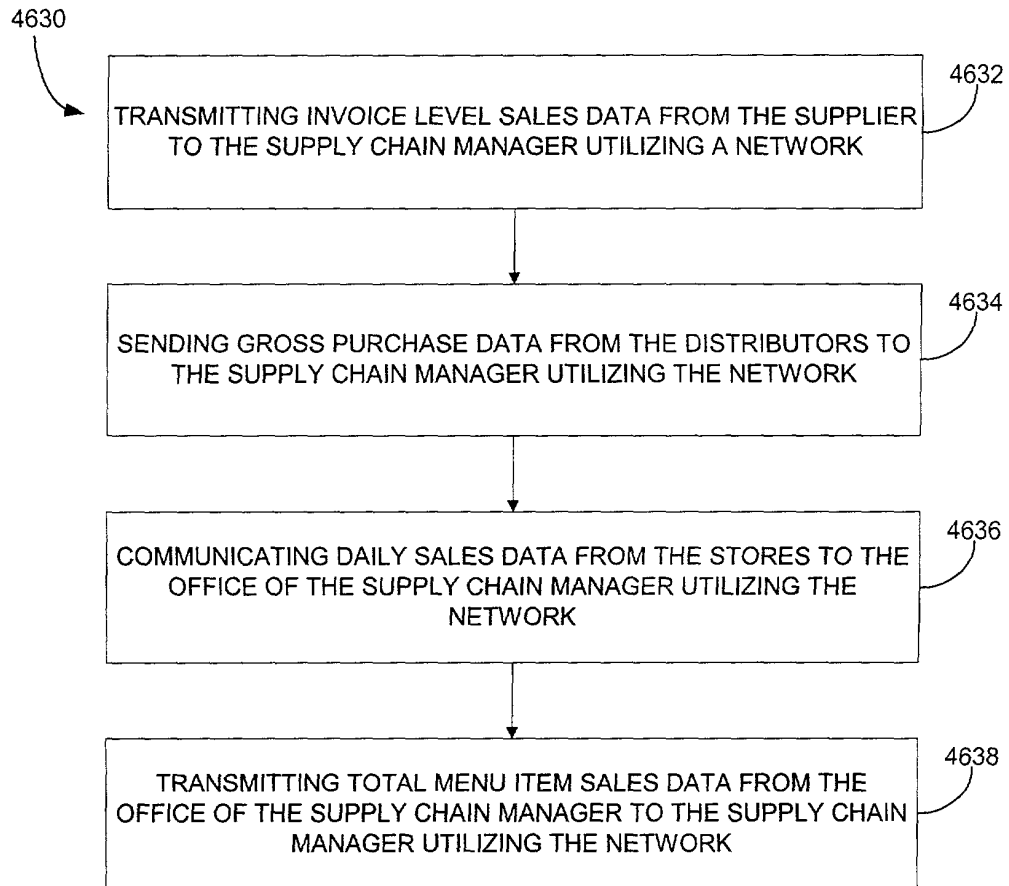 4630
4632
TRANSMITTING INVOICE LEVEL SALES DATA FROM THE SUPPLIER
TO THE SUPPLY CHAIN MANAGER UTILIZING A NETWORK
4634
SENDING GROSS PURCHASE DATA FROM THE DISTRIBUTORS TO
THE SUPPLY CHAIN MANAGER UTILIZING THE NETWORK
4636
COMMUNICATING DAILY SALES DATA FROM THE STORES TO THE
OFFICE OF THE SUPPLY CHAIN MANAGER UTILIZING THE
NETWORK
4638
TRANSMITTING TOTAL MENU ITEM SALES DATA FROM THE
OFFICE OF THE SUPPLY CHAIN MANAGER TO THE SUPPLY CHAIN
MANAGER UTILIZING THE NETWORK